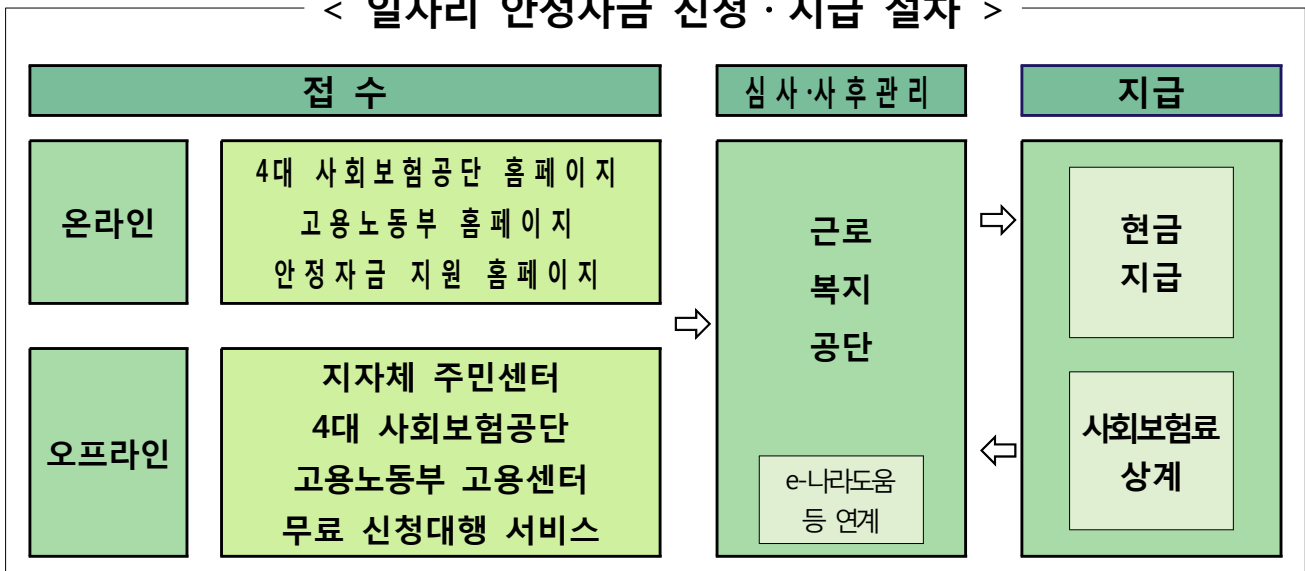 < 일자리 안정자금 신청 · 지급 절차 >
접 수
심사·사후관리
지급
온라인
4대 사회보험공단 홈페이지
고용노동부 홈페이지
안정자금 지원 홈페이지
오프라인
지자체 주민센터
4대 사회보험공단
고용노동부 고용센터
무료 신청대행 서비스
근로
복지
공단
e-나라도움
등 연계
현금
지급
사회보험료
상계